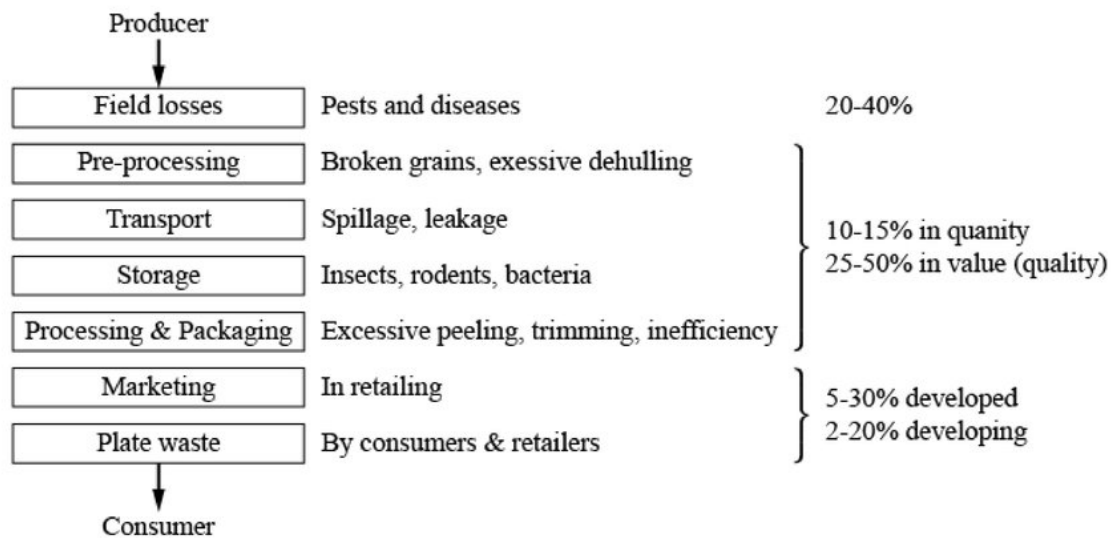 Producer
Field losses Pests and diseases 20-40%
Pre-processing Broken grains, exessive dehulling
Transport Spillage, leakage
10-15% in quanity
25-50% in value (quality)
Storage Insects, rodents, bacteria
Processing & Packaging Excessive peeling, trimming, inefficiency
Marketing In retailing
5-30% developed
2-20% developing
Plate waste By consumers & retailers
Consumer